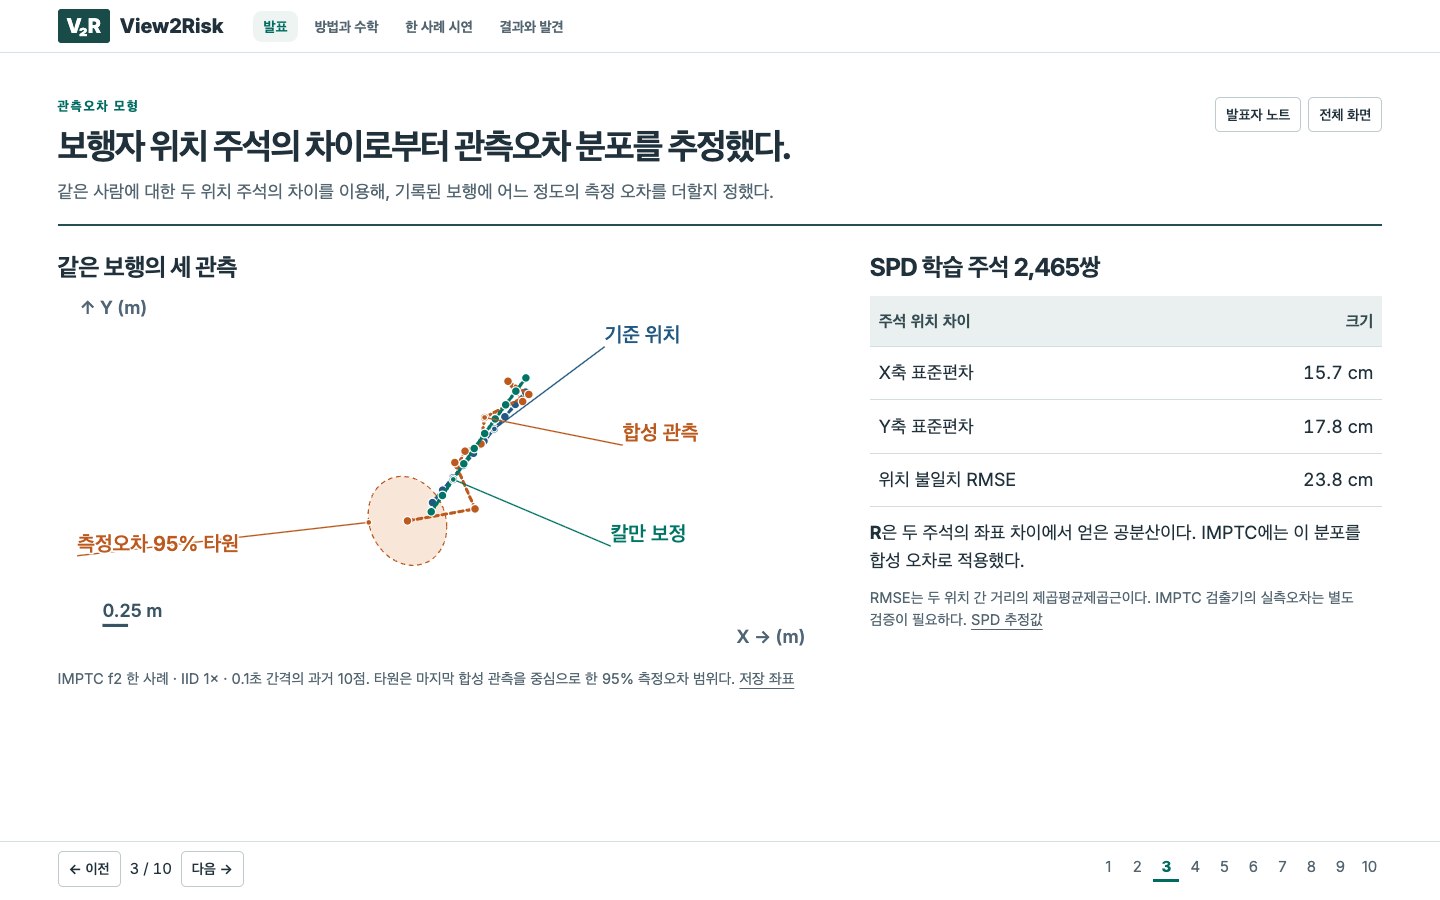 V2R View2Risk 발표 방법과 수학 한 사례 시연 결과와 발견
관측오차 모형
발표자 노트 전체 화면
보행자 위치 주석의 차이로부터 관측오차 분포를 추정했다.
같은 사람에 대한 두 위치 주석의 차이를 이용해, 기록된 보행에 어느 정도의 측정 오차를 더할지 정했다.
같은 보행의 세 관측
↑ Y (m)
기준 위치
합성 관측
칼만 보정
측정오차 95% 타원
0.25 m
X → (m)
IMPTC f2 한 사례 · IID 1× · 0.1초 간격의 과거 10점. 타원은 마지막 합성 관측을 중심으로 한 95% 측정오차 범위다. 저장 좌표
SPD 학습 주석 2,465쌍
주석 위치 차이 크기
X축 표준편차 15.7 cm
Y축 표준편차 17.8 cm
위치 불일치 RMSE 23.8 cm
R은 두 주석의 좌표 차이에서 얻은 공분산이다. IMPTC에는 이 분포를
합성 오차로 적용했다.
RMSE는 두 위치 간 거리의 제곱평균제곱근이다. IMPTC 검출기의 실측오차는 별도
검증이 필요하다. SPD 추정값
← 이전 3 / 10 다음 →
1 2 3 4 5 6 7 8 9 10